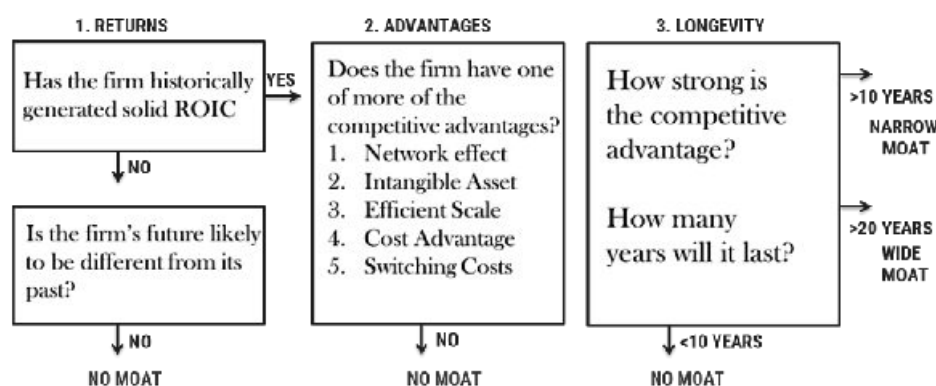 1. RETURNS
Has the firm historically
generated solid ROIC
YES
NO
Is the firm's future likely
to be different from its
past?
NO
NO MOAT
2. ADVANTAGES
Does the firm have one
of more of the
competitive advantages?
1. Network effect
2. Intangible Asset
3. Efficient Scale
4. Cost Advantage
5. Switching Costs
NO
NO MOAT
3. LONGEVITY
How strong is
the competitive
advantage?
How many
years will it last?
>10 YEARS
NARROW
MOAT
>20 YEARS
WIDE
MOAT
<10 YEARS
NO MOAT